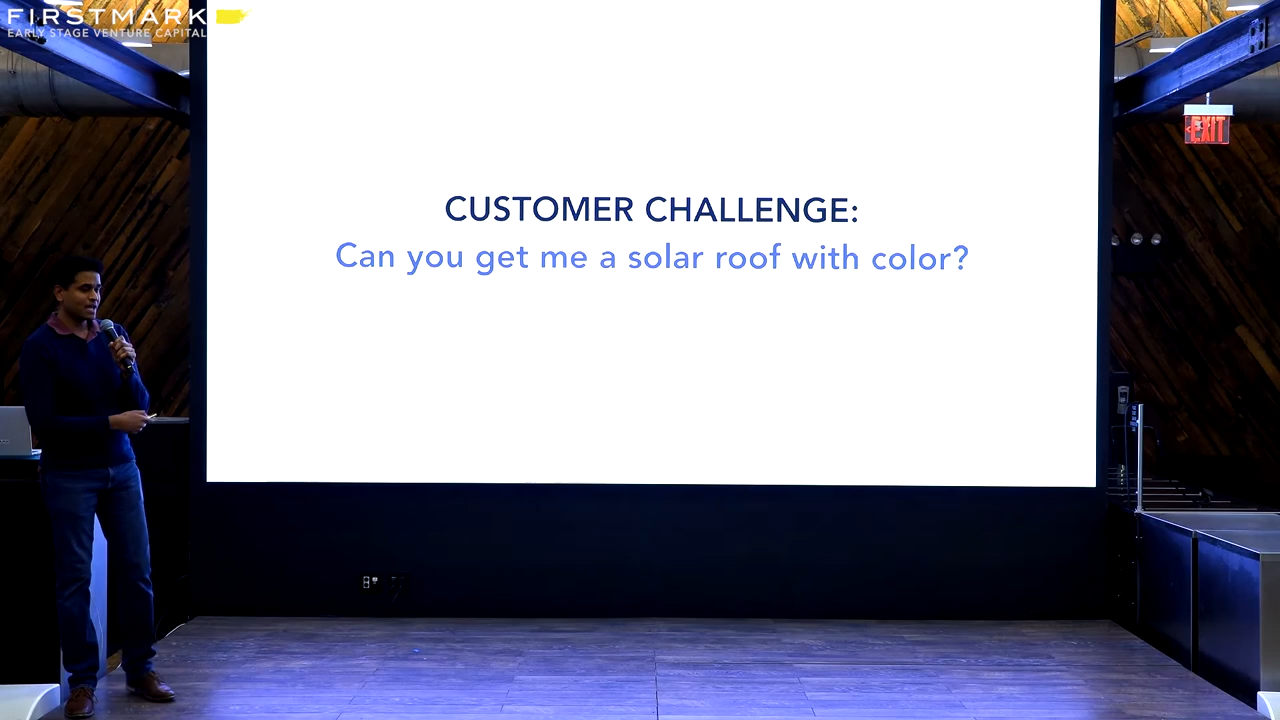 FIRSTMARK
EARLY STAGE VENTURE CAPITAL
EXIT
CUSTOMER CHALLENGE:
Can you get me a solar roof with color?